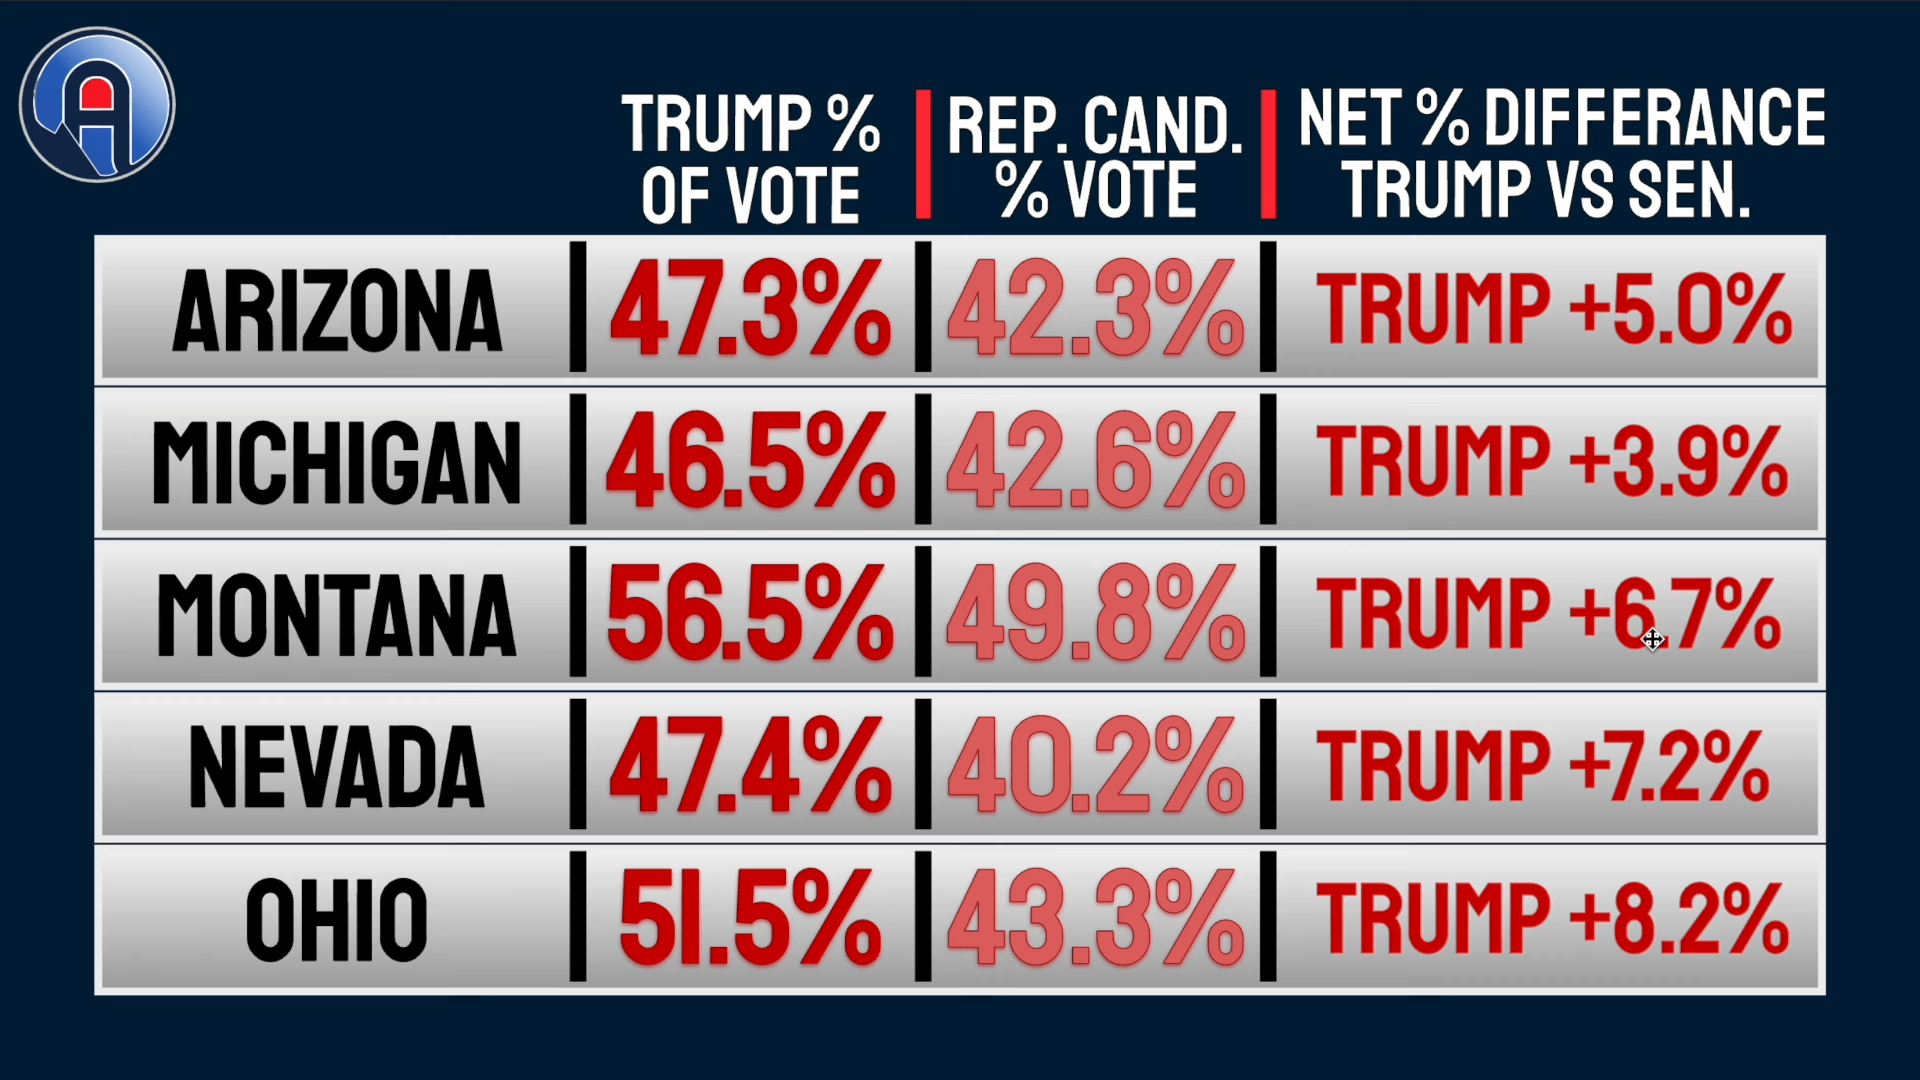 TRUMP %
OF VOTE
REP. CAND.
% VOTE
NET % DIFFERANCE
TRUMP VS SEN.
ARIZONA 47.3% 42.3% TRUMP +5.0%
MICHIGAN 46.5% 42.6% TRUMP +3.9%
MONTANA 56.5% 49.8% TRUMP +6.7%
NEVADA 47.4% 40.2% TRUMP +7.2%
OHIO 51.5% 43.3% TRUMP +8.2%